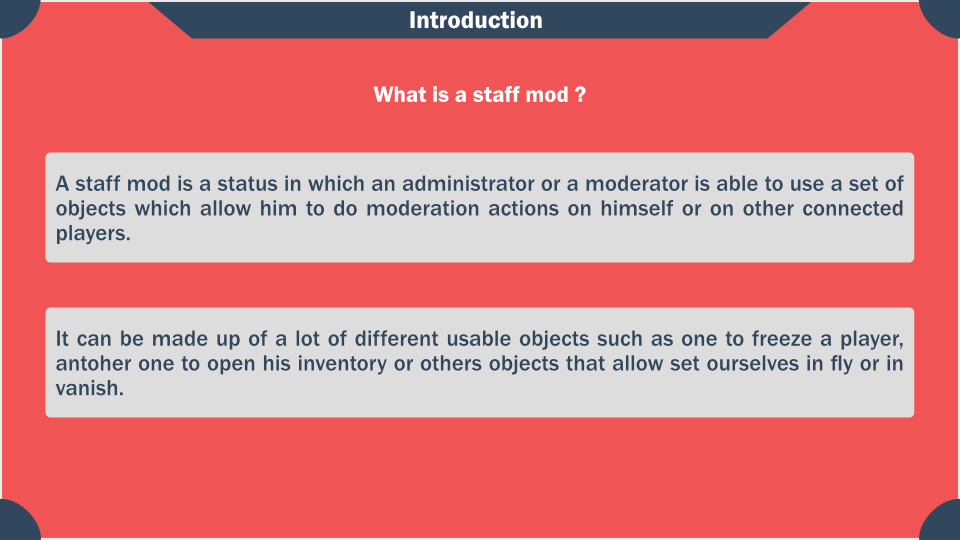 Introduction
What is a staff mod ?
A staff mod is a status in which an administrator or a moderator is able to use a set of
objects which allow him to do moderation actions on himself or on other connected
players.
It can be made up of a lot of different usable objects such as one to freeze a player,
antoher one to open his inventory or others objects that allow set ourselves in fly or in
vanish.